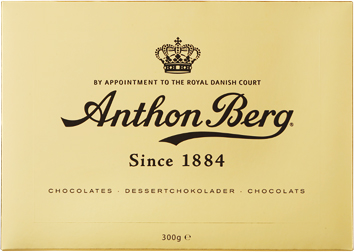 BY APPOINTMENT TO THE ROYAL DANISH COURT
Anthon Berg®
Since 1884
CHOCOLATES · DESSERTCHOKOLADER · CHOCOLATS
300g ℮